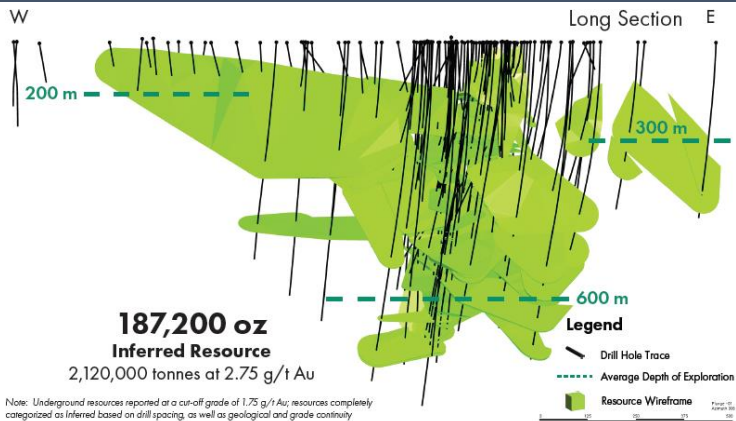 W
Long Section E
200 m
300 m
600 m
187,200 oz
Inferred Resource
2,120,000 tonnes at 2.75 g/t Au
Legend
Drill Hole Trace
Average Depth of Exploration
Resource Wireframe
Note: Underground resources reported at a cut-off grade of 1.75 g/t Au; resources completely
categorized as Inferred based on drill spacing, as well as geological and grade continuity